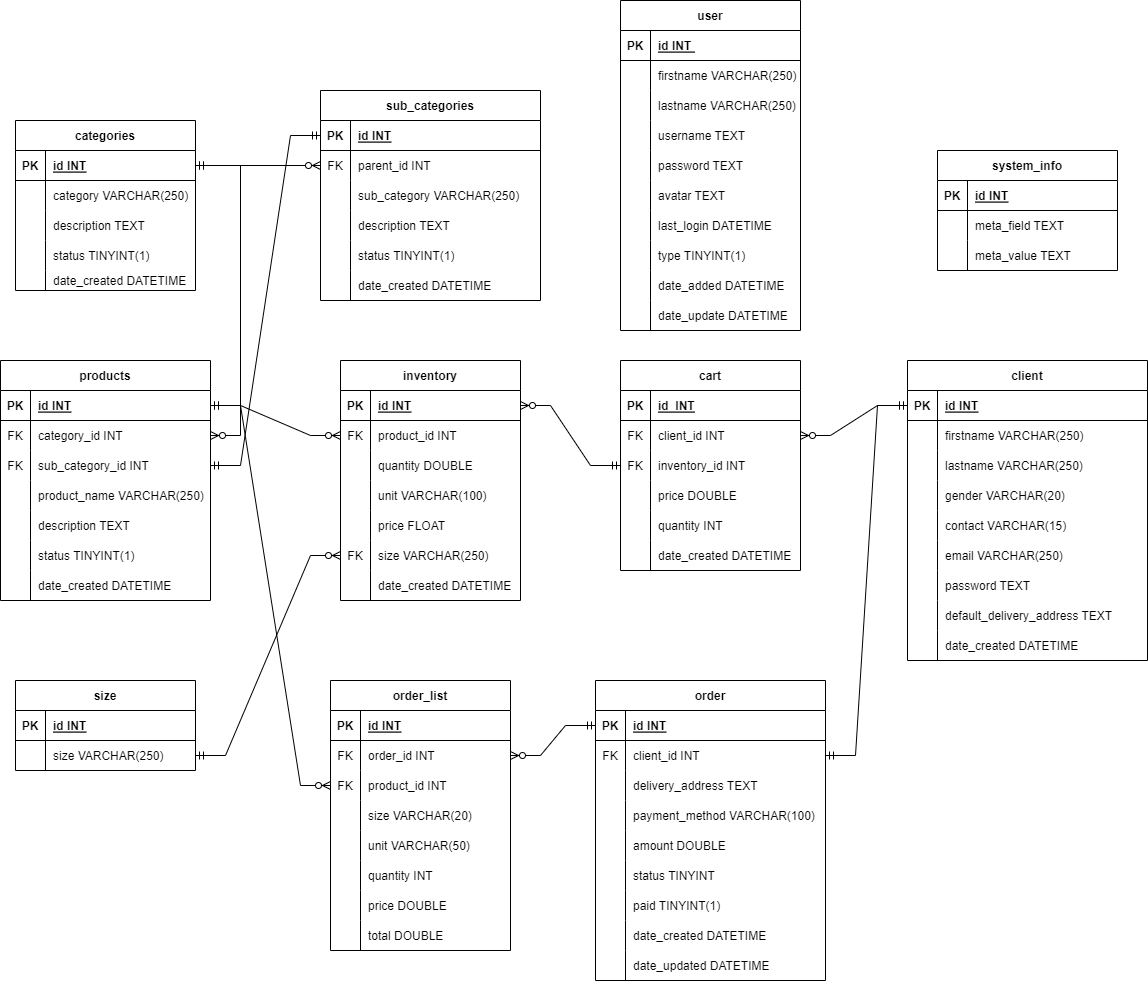 user
PK id INT
firstname VARCHAR(250)
lastname VARCHAR(250)
username TEXT
password TEXT
avatar TEXT
last_login DATETIME
type TINYINT(1)
date_added DATETIME
date_update DATETIME
sub_categories
PK id INT
FK parent_id INT
sub_category VARCHAR(250)
description TEXT
status TINYINT(1)
date_created DATETIME
categories
PK id INT
category VARCHAR(250)
description TEXT
status TINYINT(1)
date_created DATETIME
system_info
PK id INT
meta_field TEXT
meta_value TEXT
products
PK id INT
FK category_id INT
FK sub_category_id INT
product_name VARCHAR(250)
description TEXT
status TINYINT(1)
date_created DATETIME
inventory
PK id INT
FK product_id INT
quantity DOUBLE
unit VARCHAR(100)
price FLOAT
FK size VARCHAR(250)
date_created DATETIME
cart
PK id INT
FK client_id INT
FK inventory_id INT
price DOUBLE
quantity INT
date_created DATETIME
client
PK id INT
firstname VARCHAR(250)
lastname VARCHAR(250)
gender VARCHAR(20)
contact VARCHAR(15)
email VARCHAR(250)
password TEXT
default_delivery_address TEXT
date_created DATETIME
size
PK id INT
size VARCHAR(250)
order_list
PK id INT
FK order_id INT
FK product_id INT
size VARCHAR(20)
unit VARCHAR(50)
quantity INT
price DOUBLE
total DOUBLE
order
PK id INT
FK client_id INT
delivery_address TEXT
payment_method VARCHAR(100)
amount DOUBLE
status TINYINT
paid TINYINT(1)
date_created DATETIME
date_updated DATETIME